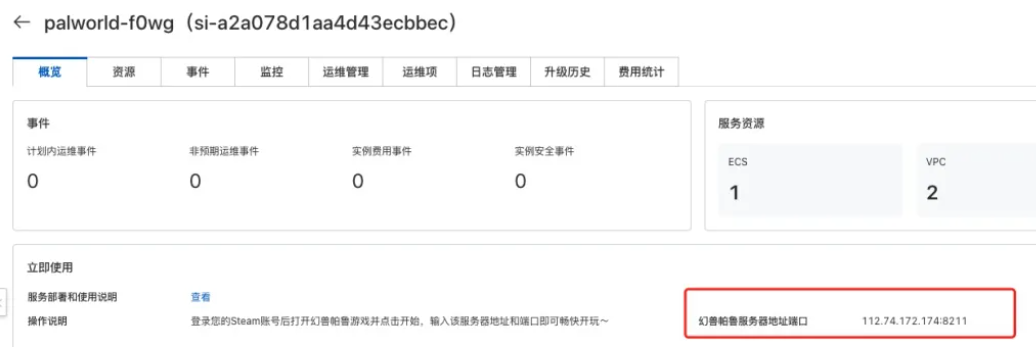 ← palworld-f0wg（si-a2a078d1aa4d43ecbbec）
概览 资源 事件 监控 运维管理 运维项 日志管理 升级历史 费用统计
事件
计划内运维事件 非预期运维事件 实例费用事件 实例安全事件
0 0 0 0
服务资源
ECS VPC
1 2
立即使用
服务部署和使用说明 查看
操作说明 登录您的Steam账号后打开幻兽帕鲁游戏并点击开始，输入该服务器地址和端口即可畅快开玩～
幻兽帕鲁服务器地址端口 112.74.172.174:8211